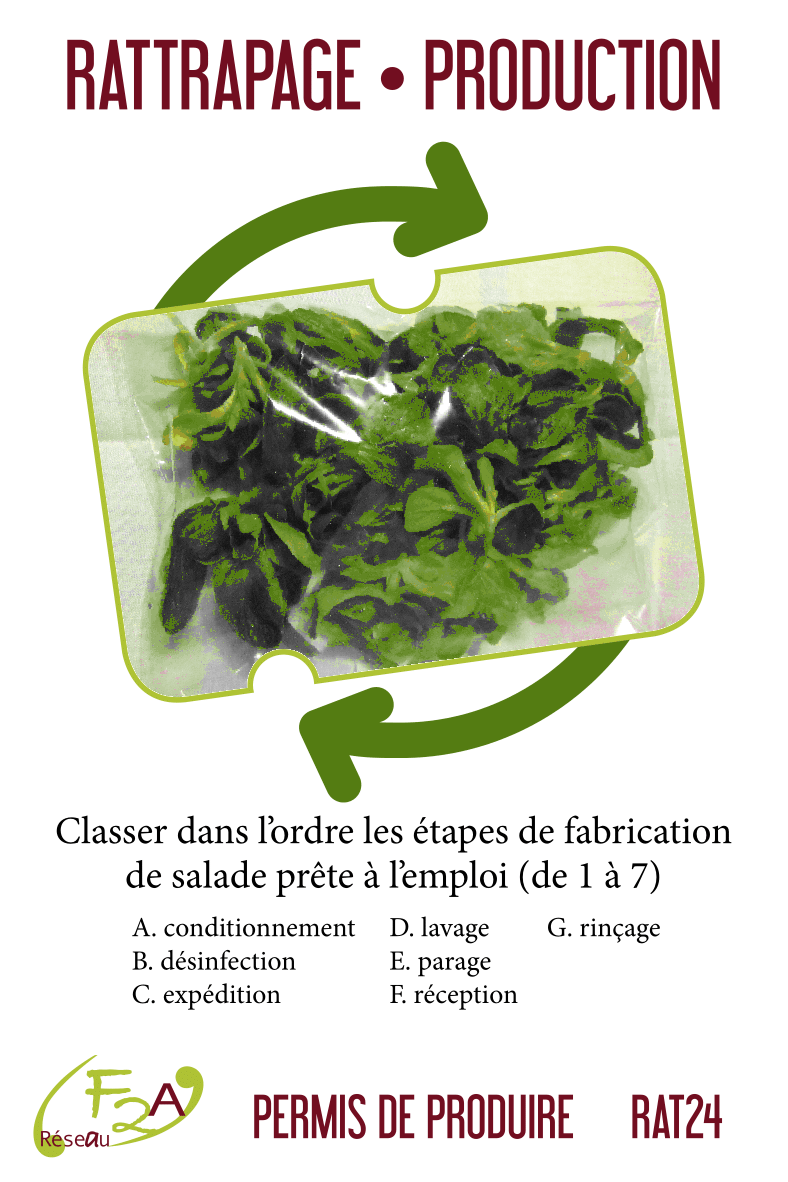 RATTRAPAGE • PRODUCTION
Classer dans l’ordre les étapes de fabrication
de salade prête à l’emploi (de 1 à 7)
A. conditionnement D. lavage G. rinçage
B. désinfection E. parage
C. expédition F. réception
F2A
Réseau
PERMIS DE PRODUIRE RAT24